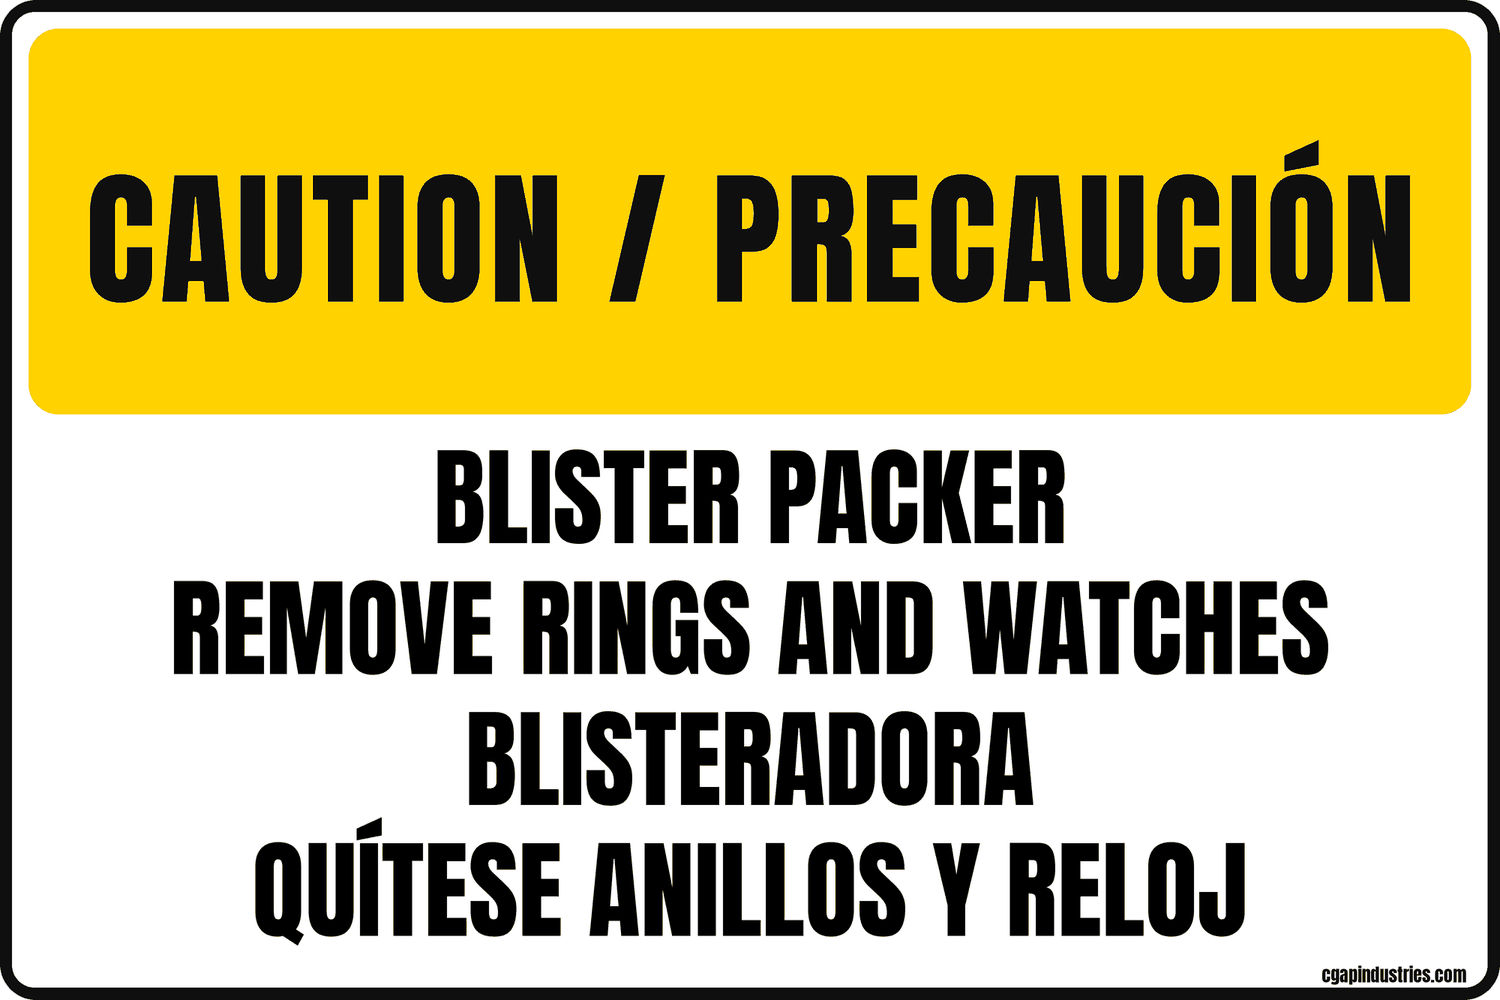 CAUTION / PRECAUCIÓN
BLISTER PACKER
REMOVE RINGS AND WATCHES
BLISTERADORA
QUÍTESE ANILLOS Y RELOJ
cgapindustries.com